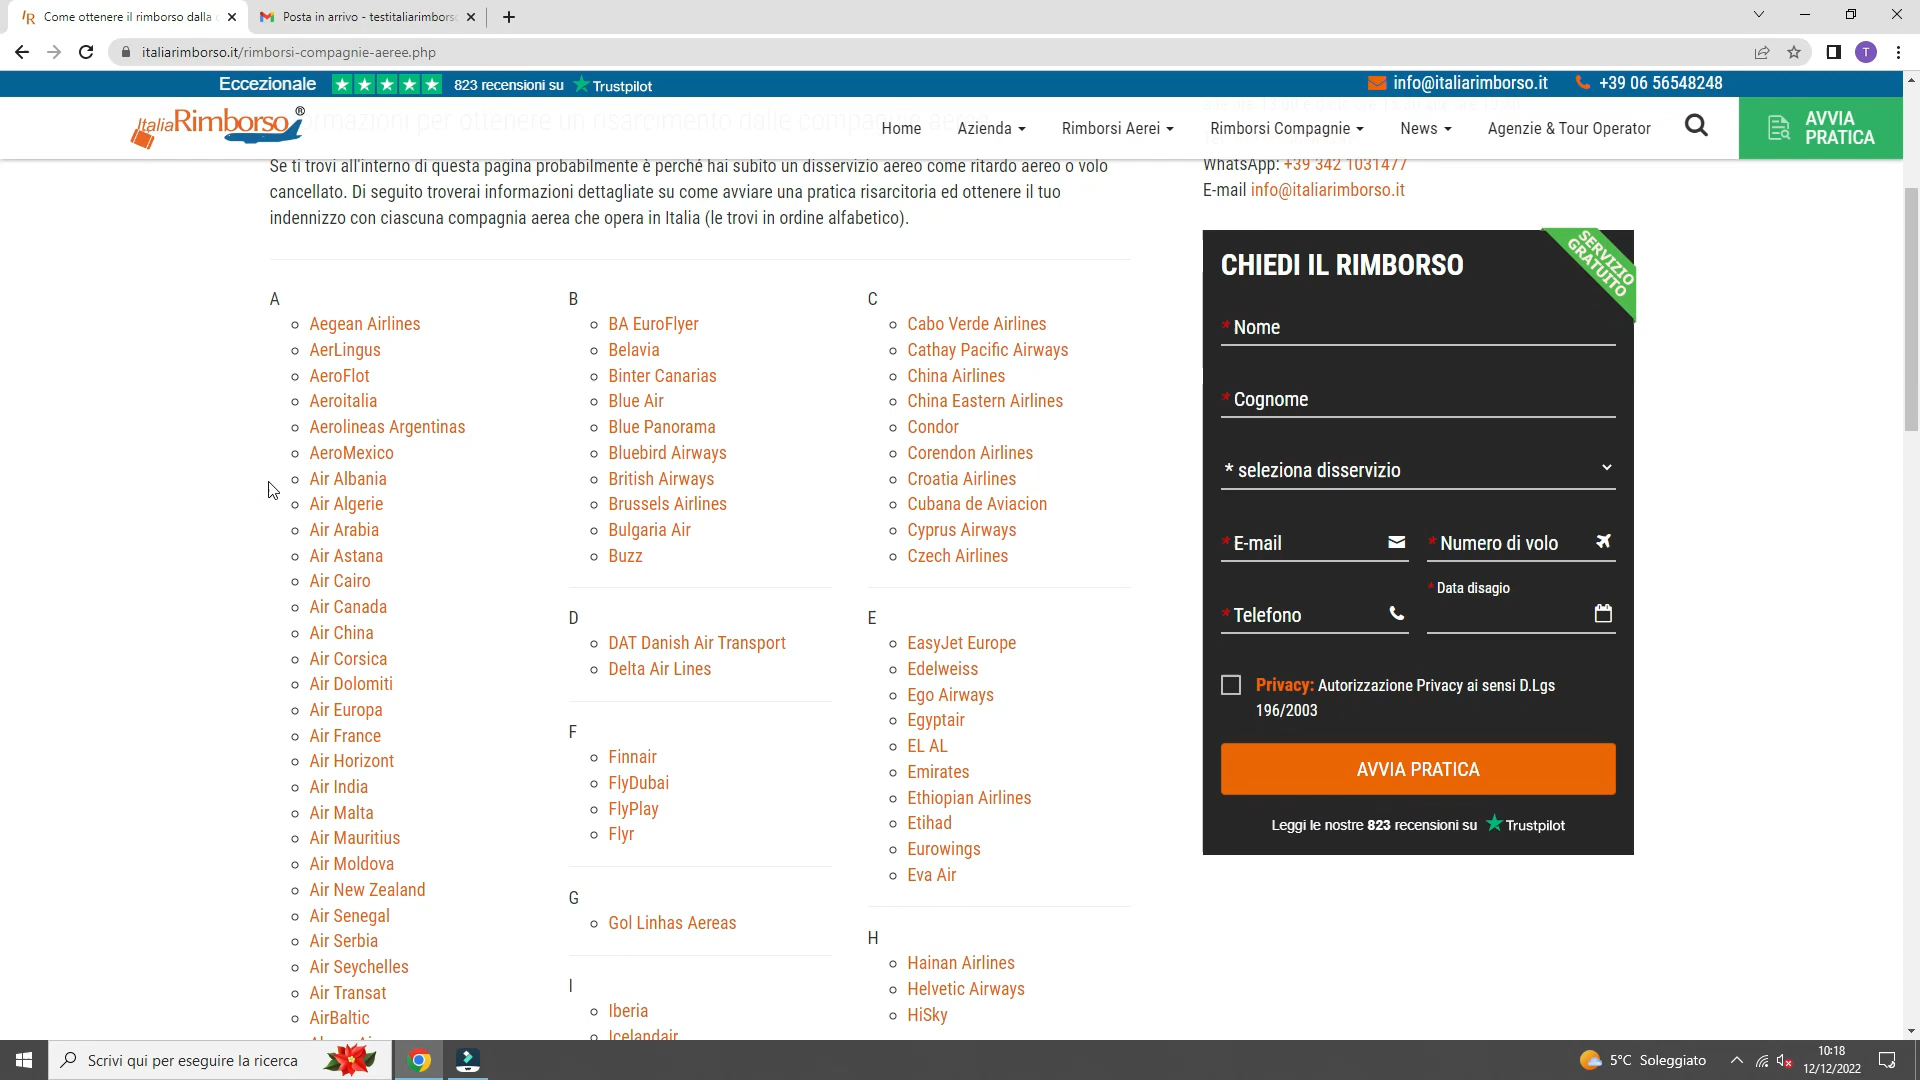 Come ottenere il rimborso dalla
Posta in arrivo - testitaliarimbors
italiarimborso.it/rimborsi-compagnie-aeree.php
T
Eccezionale
823 recensioni su
Trustpilot
info@italiarimborso.it
+39 06 56548248
ItaliaRimborso®
Home
Azienda
Rimborsi Aerei
Rimborsi Compagnie
News
Agenzie & Tour Operator
AVVIA
PRATICA
Se ti trovi all'interno di questa pagina probabilmente è perché hai subito un disservizio aereo come ritardo aereo o volo
cancellato. Di seguito troverai informazioni dettagliate su come avviare una pratica risarcitoria ed ottenere il tuo
indennizzo con ciascuna compagnia aerea che opera in Italia (le trovi in ordine alfabetico).
A
Aegean Airlines
AerLingus
AeroFlot
Aeroitalia
Aerolineas Argentinas
AeroMexico
Air Albania
Air Algerie
Air Arabia
Air Astana
Air Cairo
Air Canada
Air China
Air Corsica
Air Dolomiti
Air Europa
Air France
Air Horizont
Air India
Air Malta
Air Mauritius
Air Moldova
Air New Zealand
Air Senegal
Air Serbia
Air Seychelles
Air Transat
AirBaltic
B
BA EuroFlyer
Belavia
Binter Canarias
Blue Air
Blue Panorama
Bluebird Airways
British Airways
Brussels Airlines
Bulgaria Air
Buzz
D
DAT Danish Air Transport
Delta Air Lines
F
Finnair
FlyDubai
FlyPlay
Flyr
G
Gol Linhas Aereas
I
Iberia
Icelandair
C
Cabo Verde Airlines
Cathay Pacific Airways
China Airlines
China Eastern Airlines
Condor
Corendon Airlines
Croatia Airlines
Cubana de Aviacion
Cyprus Airways
Czech Airlines
E
EasyJet Europe
Edelweiss
Ego Airways
Egyptair
EL AL
Emirates
Ethiopian Airlines
Etihad
Eurowings
Eva Air
H
Hainan Airlines
Helvetic Airways
HiSky
WhatsApp: +39 342 1031477
E-mail info@italiarimborso.it
CHIEDI IL RIMBORSO
SERVIZIO
GRATUITO
* Nome
* Cognome
* seleziona disservizio
* E-mail
* Numero di volo
* Data disagio
* Telefono
Privacy: Autorizzazione Privacy ai sensi D.Lgs
196/2003
AVVIA PRATICA
Leggi le nostre 823 recensioni su Trustpilot
Scrivi qui per eseguire la ricerca
5°C Soleggiato
10:18
12/12/2022